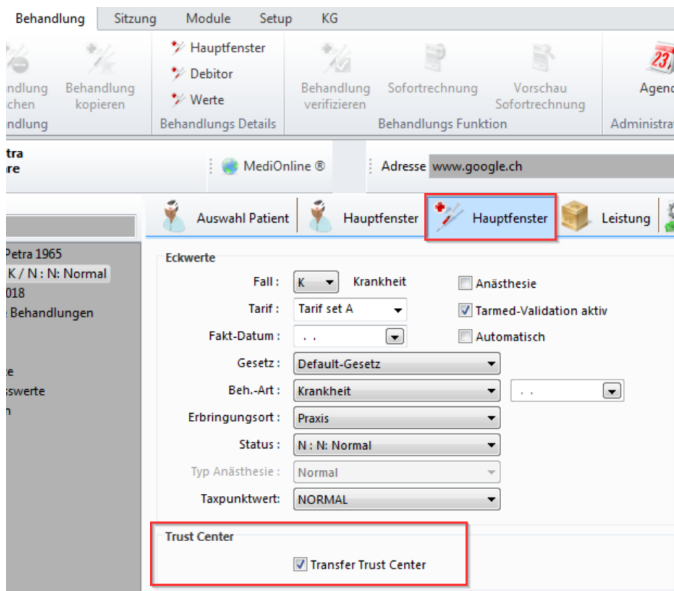 Behandlung Sitzung Module Setup KG
Hauptfenster
Debitor
Werte
ndlung
chen
Behandlung
kopieren
Behandlung
verifizieren
Sofortrechnung
Vorschau
Sofortrechnung
23
Agend
ndlung Behandlungs Details Behandlungs Funktion Administra
tra
re
MediOnline ® Adresse www.google.ch
Auswahl Patient Hauptfenster Hauptfenster Leistung
Petra 1965
K / N : N: Normal
018
Behandlungen
te
sswerte
n
Eckwerte
Fall : K Krankheit Anästhesie
Tarif : Tarif set A Tarmed-Validation aktiv
Fakt-Datum : . . Automatisch
Gesetz : Default-Gesetz
Beh.-Art : Krankheit . .
Erbringungsort : Praxis
Status : N : N: Normal
Typ Anästhesie : Normal
Taxpunktwert: NORMAL
Trust Center
Transfer Trust Center